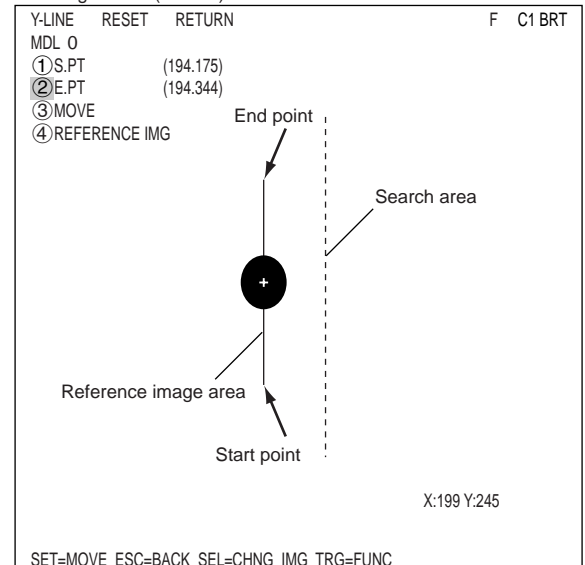 Y-LINE RESET RETURN F C1 BRT
MDL 0
①S.PT (194.175)
②E.PT (194.344)
③MOVE
④REFERENCE IMG
End point
Search area
Reference image area
Start point
X:199 Y:245
SET=MOVE ESC=BACK SEL=CHNG IMG TRG=FUNC